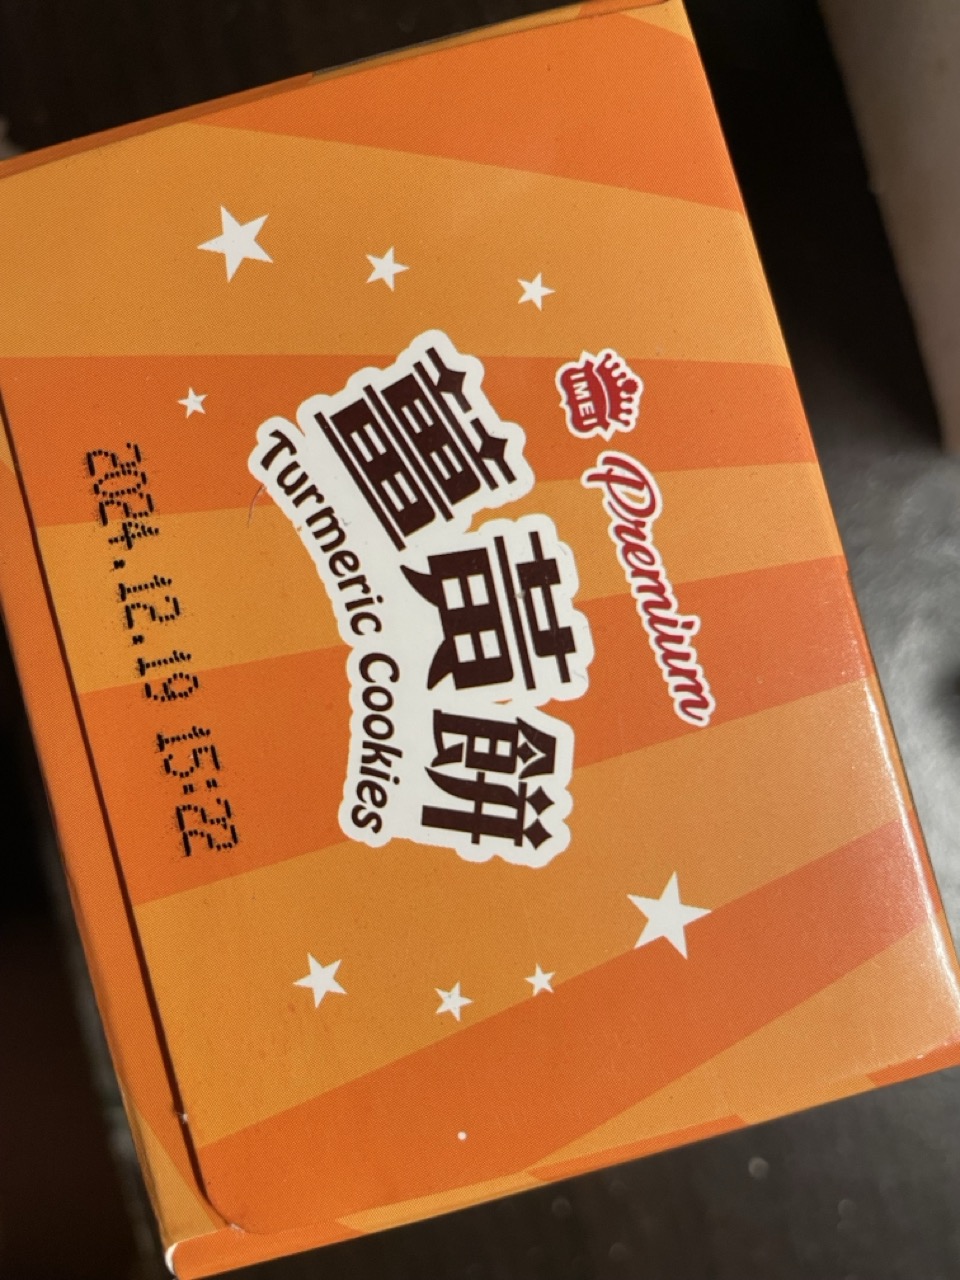 IMEI
Premium
薑黃餅
Turmeric Cookies
2024.12.19 15:22